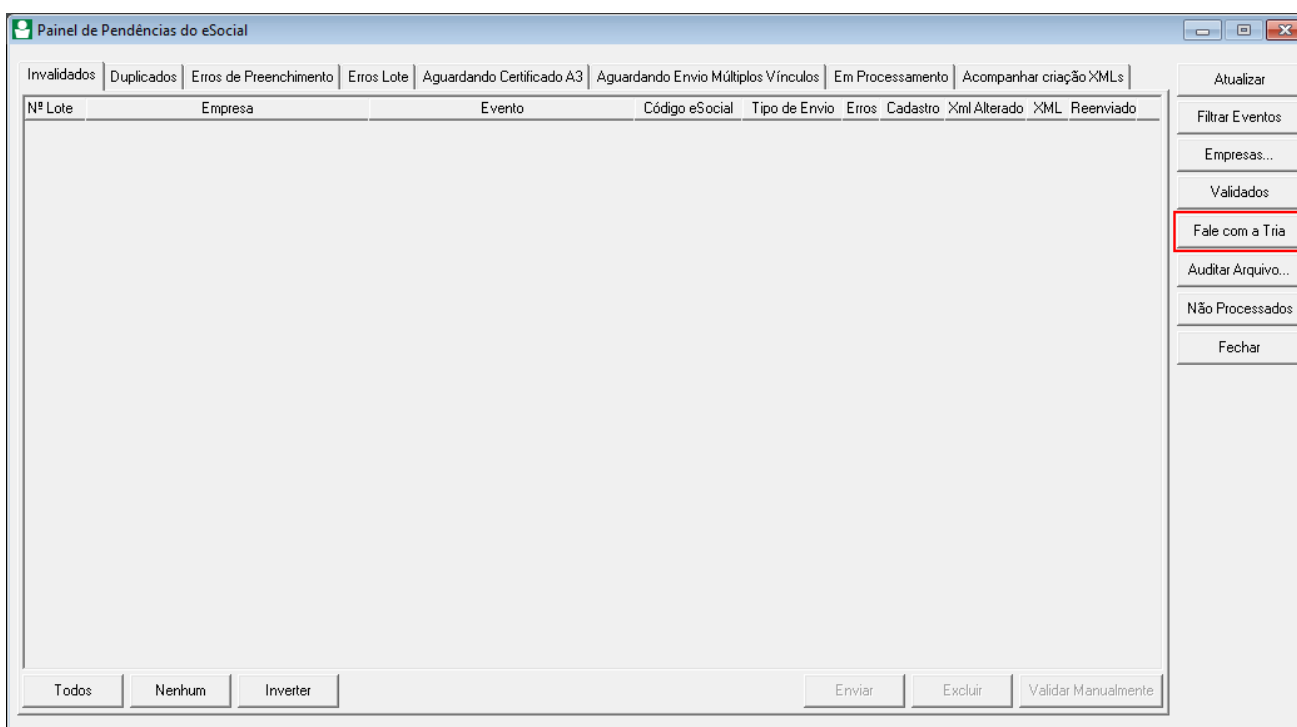 Painel de Pendências do eSocial
Invalidados Duplicados Erros de Preenchimento Erros Lote Aguardando Certificado A3 Aguardando Envio Múltiplos Vínculos Em Processamento Acompanhar criação XMLs
Nº Lote Empresa Evento Código eSocial Tipo de Envio Erros Cadastro Xml Alterado XML Reenviado
Atualizar
Filtrar Eventos
Empresas...
Validados
Fale com a Tria
Auditar Arquivo...
Não Processados
Fechar
Todos Nenhum Inverter Enviar Excluir Validar Manualmente